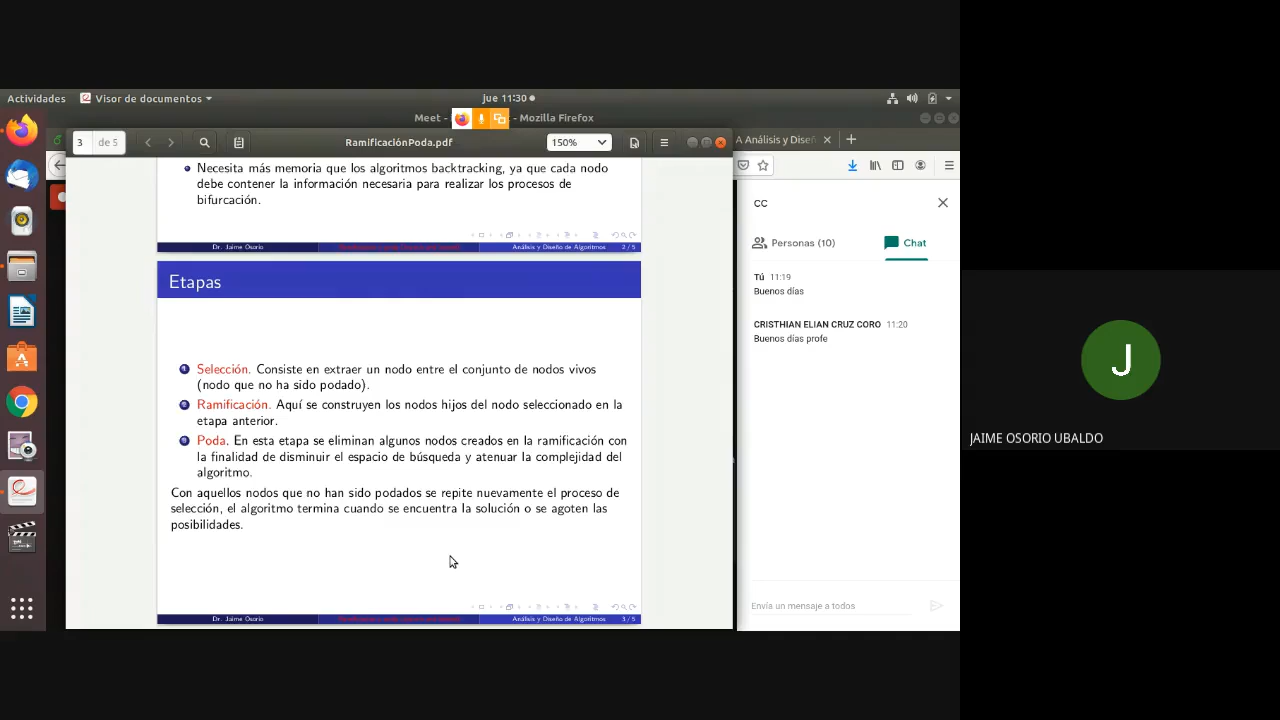 Actividades
Visor de documentos
jue 11:30
Meet -
- Mozilla Firefox
3
de 5
RamificaciónPoda.pdf
150%
A Análisis y Diseñ
Necesita más memoria que los algoritmos backtracking, ya que cada nodo
debe contener la información necesaria para realizar los procesos de
bifurcación.
Dr. Jaime Osorio
Análisis y Diseño de Algoritmos
2 / 5
Etapas
1 Selección. Consiste en extraer un nodo entre el conjunto de nodos vivos
(nodo que no ha sido podado).
2 Ramificación. Aquí se construyen los nodos hijos del nodo seleccionado en la
etapa anterior.
3 Poda. En esta etapa se eliminan algunos nodos creados en la ramificación con
la finalidad de disminuir el espacio de búsqueda y atenuar la complejidad del
algoritmo.
Con aquellos nodos que no han sido podados se repite nuevamente el proceso de
selección, el algoritmo termina cuando se encuentra la solución o se agoten las
posibilidades.
Dr. Jaime Osorio
Análisis y Diseño de Algoritmos
3 / 5
CC
Personas (10)
Chat
Tú 11:19
Buenos días
CRISTHIAN ELIAN CRUZ CORO 11:20
Buenos días profe
Envía un mensaje a todos
J
JAIME OSORIO UBALDO